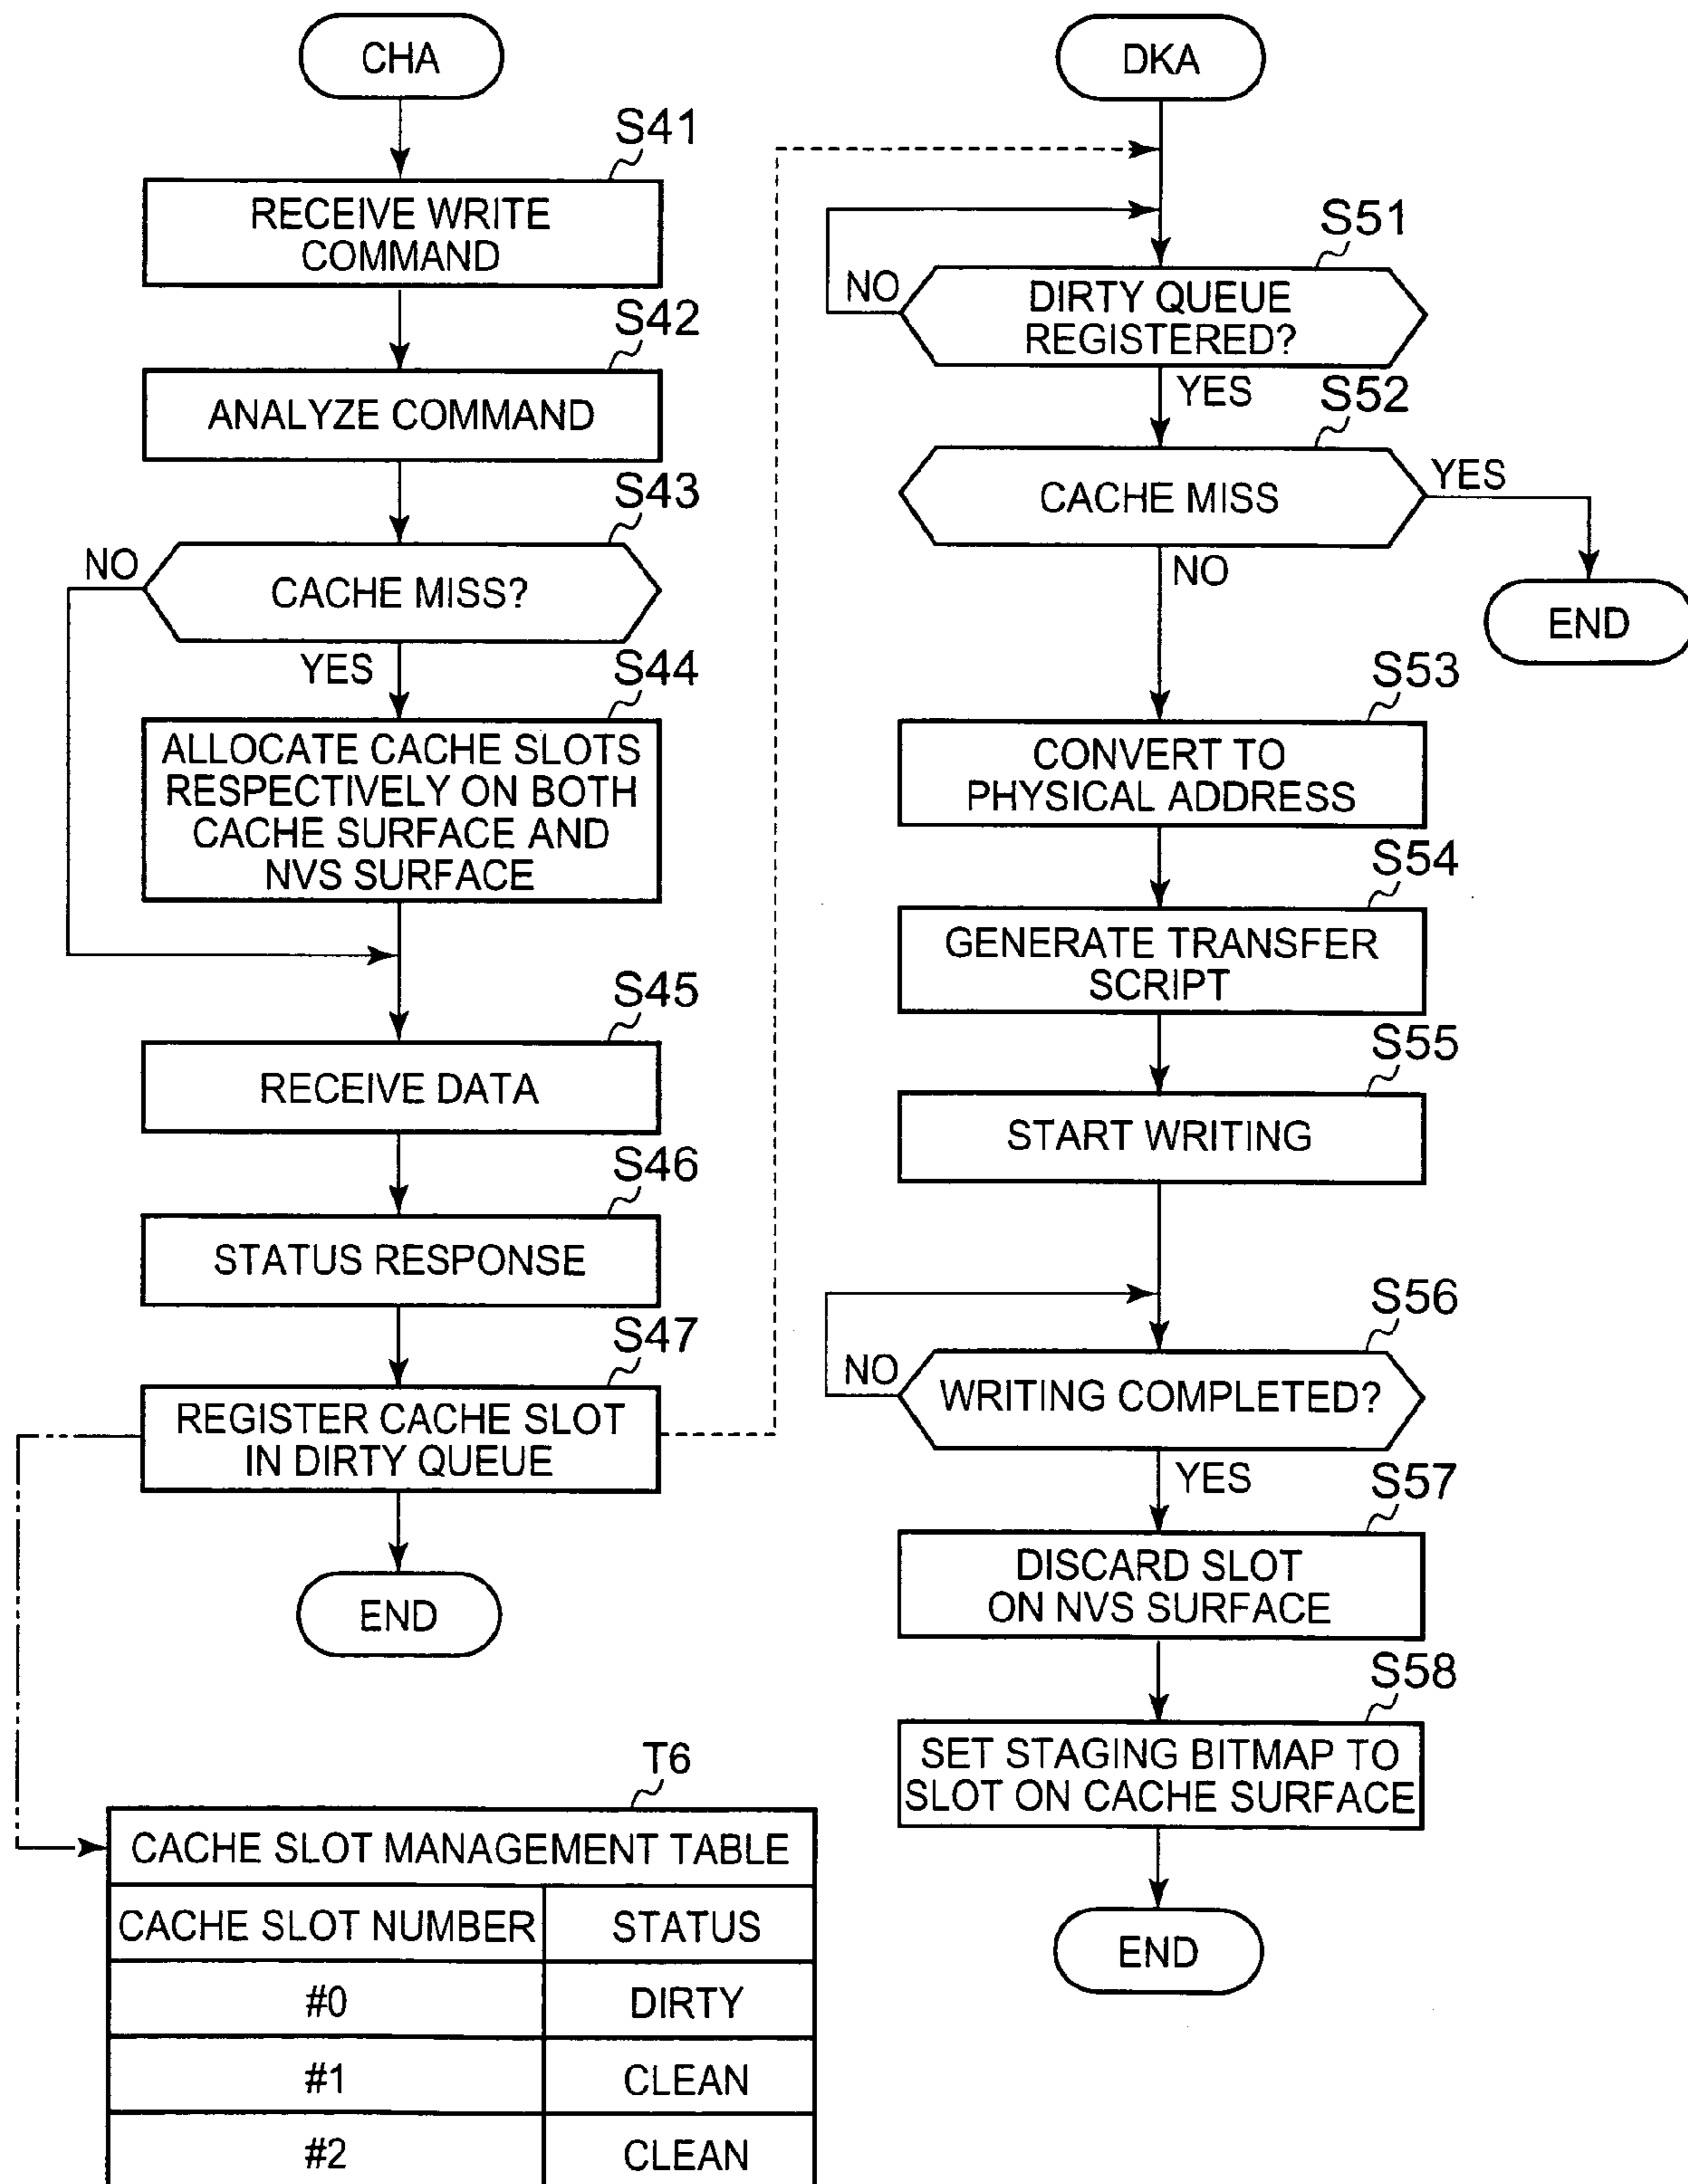 CHA
S41
RECEIVE WRITE
COMMAND
S42
ANALYZE COMMAND
S43
NO
CACHE MISS?
YES
S44
ALLOCATE CACHE SLOTS
RESPECTIVELY ON BOTH
CACHE SURFACE AND
NVS SURFACE
S45
RECEIVE DATA
S46
STATUS RESPONSE
S47
REGISTER CACHE SLOT
IN DIRTY QUEUE
END
T6
CACHE SLOT MANAGEMENT TABLE
CACHE SLOT NUMBER STATUS
#0 DIRTY
#1 CLEAN
#2 CLEAN
DKA
S51
NO
DIRTY QUEUE
REGISTERED?
YES
S52
CACHE MISS
YES
NO
END
S53
CONVERT TO
PHYSICAL ADDRESS
S54
GENERATE TRANSFER
SCRIPT
S55
START WRITING
S56
NO
WRITING COMPLETED?
YES
S57
DISCARD SLOT
ON NVS SURFACE
S58
SET STAGING BITMAP TO
SLOT ON CACHE SURFACE
END